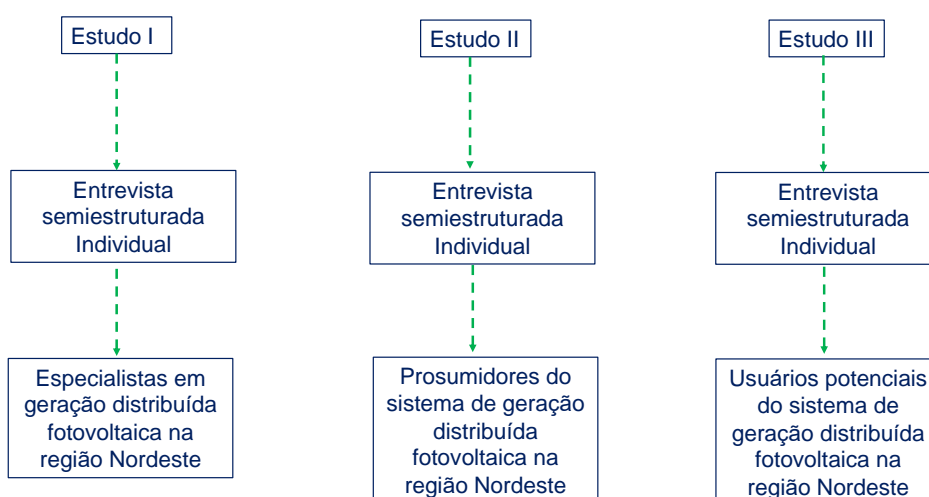 Estudo I
Estudo II
Estudo III
Entrevista
semiestruturada
Individual
Entrevista
semiestruturada
Individual
Entrevista
semiestruturada
Individual
Especialistas em
geração distribuída
fotovoltaica na
região Nordeste
Prosumidores do
sistema de geração
distribuída
fotovoltaica na
região Nordeste
Usuários potenciais
do sistema de
geração distribuída
fotovoltaica na
região Nordeste